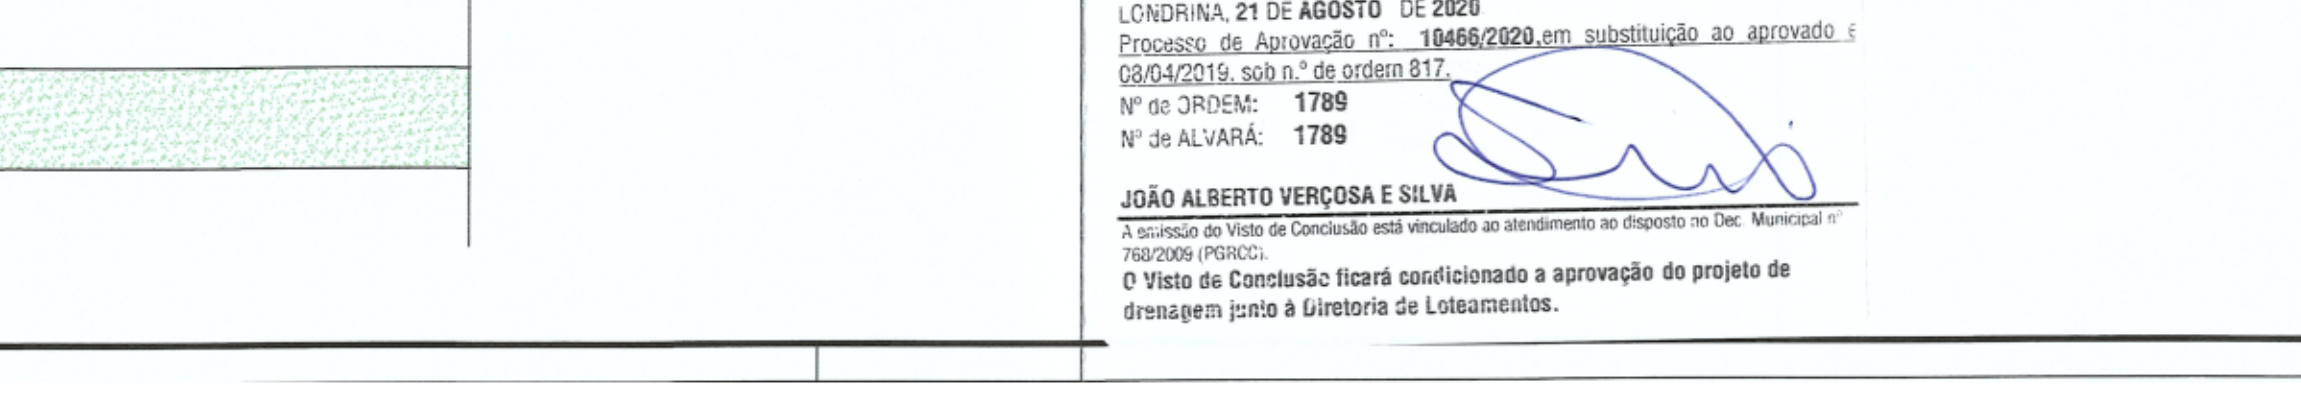 LONDRINA, 21 DE AGOSTO DE 2020
Processo de Aprovação nº: 10466/2020,em substituição ao aprovado
08/04/2019. sob n.º de ordem 817.
Nº de ORDEM: 1789
Nº de ALVARÁ: 1789
JOÃO ALBERTO VERÇOSA E SILVA
A emissão do Visto de Conclusão está vinculado ao atendimento ao disposto no Dec. Municipal nº
768/2009 (PGRCC).
O Visto de Conclusão ficará condicionado a aprovação do projeto de
drenagem junto à Diretoria de Loteamentos.